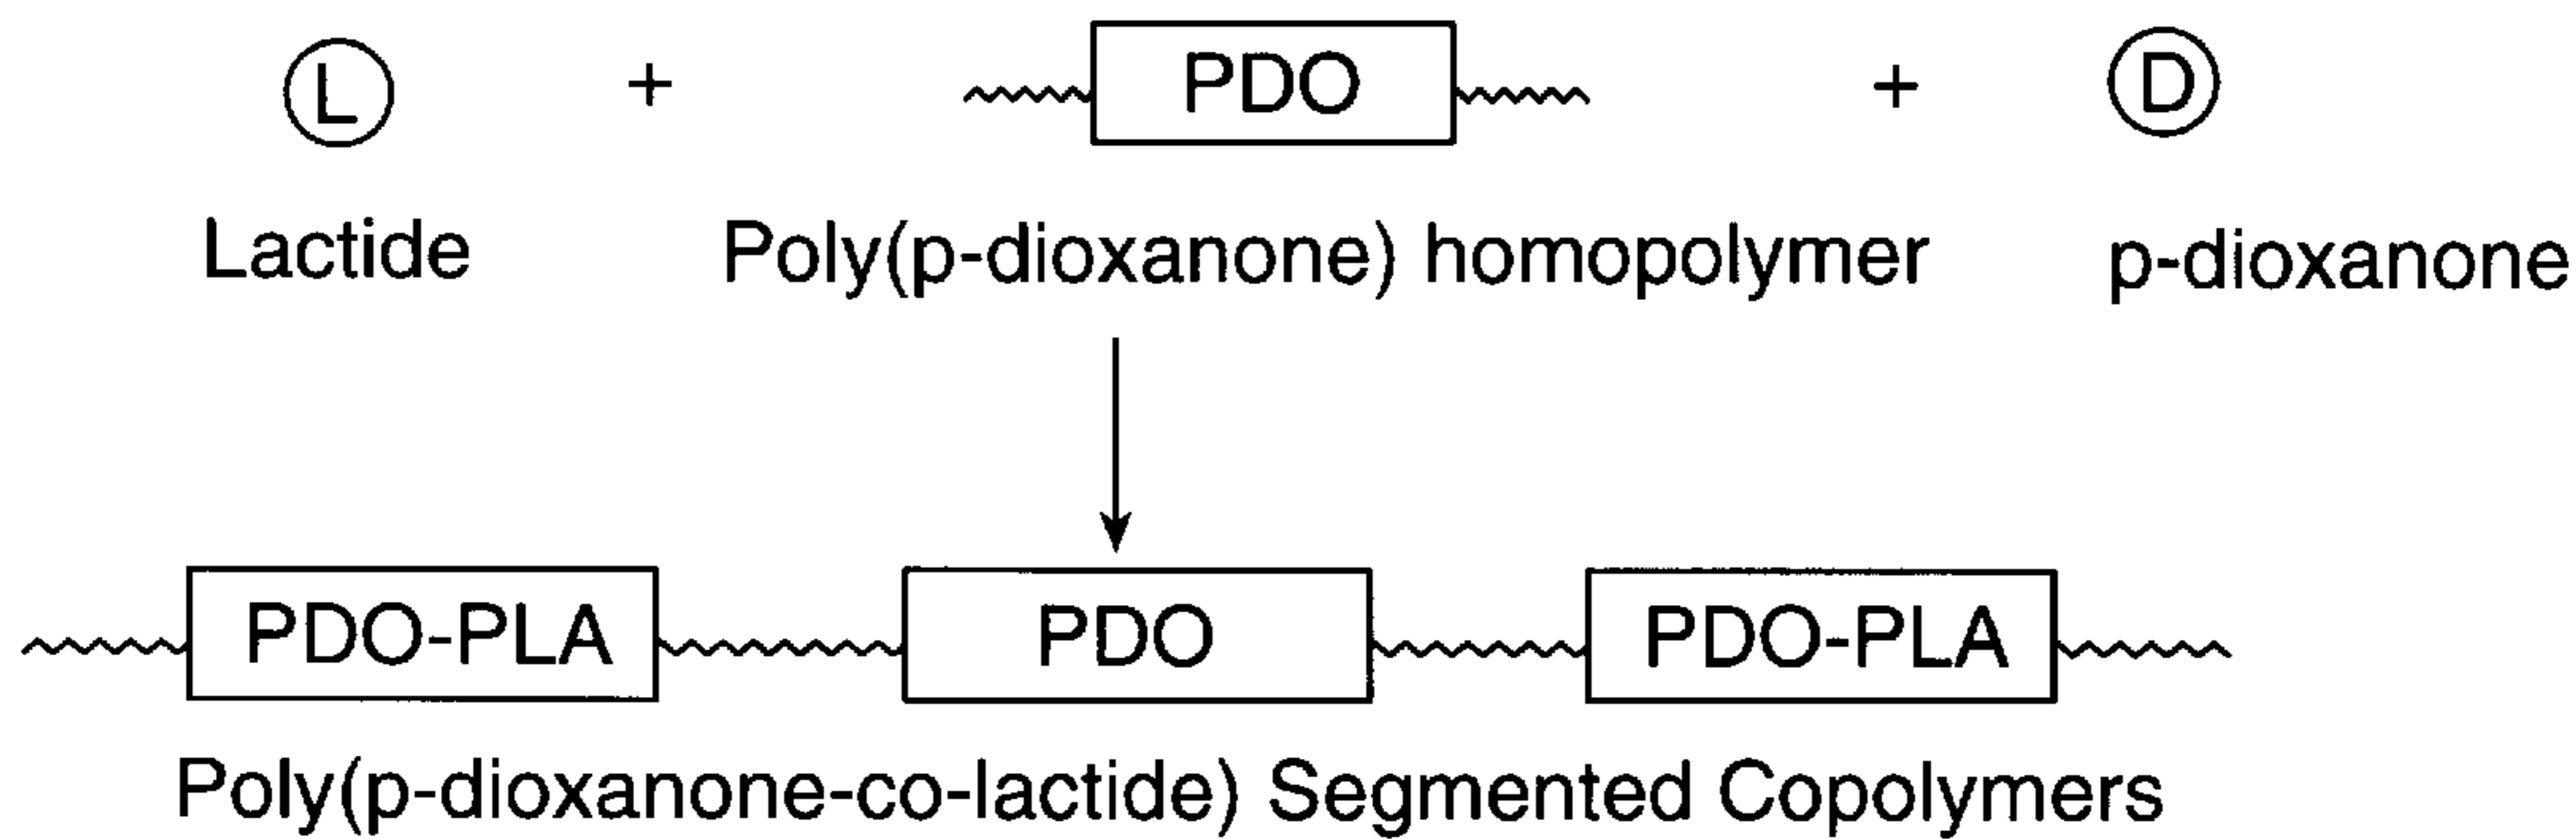 L + PDO + D
Lactide Poly(p-dioxanone) homopolymer p-dioxanone
PDO-PLA PDO PDO-PLA
Poly(p-dioxanone-co-lactide) Segmented Copolymers